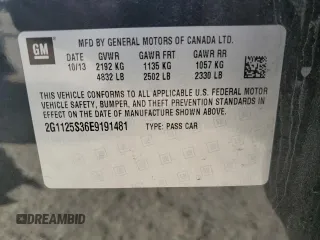 GM
MFD BY GENERAL MOTORS OF CANADA LTD.
10/13 GVWR GAWR FRT GAWR RR
2192 KG 1135 KG 1057 KG
4832 LB 2502 LB 2330 LB
THIS VEHICLE CONFORMS TO ALL APPLICABLE U.S. FEDERAL MOTOR
VEHICLE SAFETY, BUMPER, AND THEFT PREVENTION STANDARDS
IN EFFECT ON THE DATE OF MANUFACTURE SHOWN ABOVE.
2G1125S36E9191481 TYPE: PASS CAR
DREAMBID